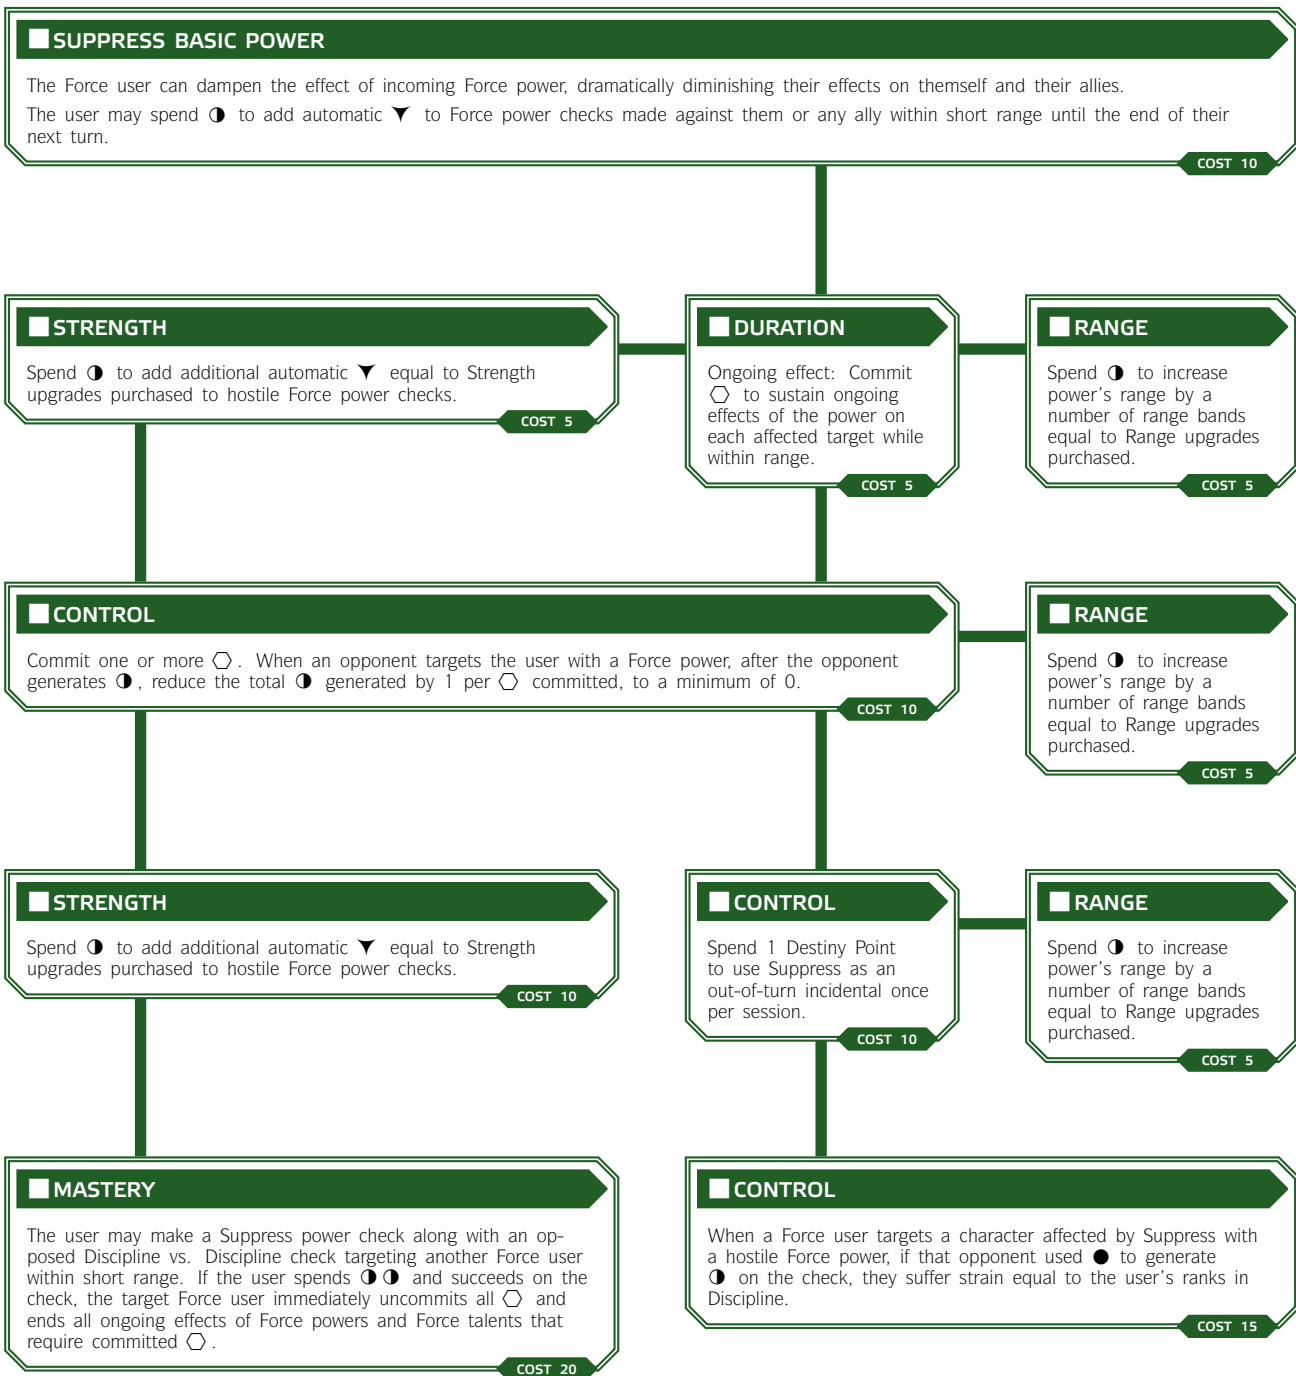 SUPPRESS BASIC POWER
The Force user can dampen the effect of incoming Force power, dramatically diminishing their effects on themself and their allies.
The user may spend ◑ to add automatic ▼ to Force power checks made against them or any ally within short range until the end of their
next turn.
COST 10
STRENGTH
Spend ◑ to add additional automatic ▼ equal to Strength
upgrades purchased to hostile Force power checks.
COST 5
DURATION
Ongoing effect: Commit
⬡ to sustain ongoing
effects of the power on
each affected target while
within range.
COST 5
RANGE
Spend ◑ to increase
power's range by a
number of range bands
equal to Range upgrades
purchased.
COST 5
CONTROL
Commit one or more ⬡. When an opponent targets the user with a Force power, after the opponent
generates ◑, reduce the total ◑ generated by 1 per ⬡ committed, to a minimum of 0.
COST 10
RANGE
Spend ◑ to increase
power's range by a
number of range bands
equal to Range upgrades
purchased.
COST 5
STRENGTH
Spend ◑ to add additional automatic ▼ equal to Strength
upgrades purchased to hostile Force power checks.
COST 10
CONTROL
Spend 1 Destiny Point
to use Suppress as an
out-of-turn incidental once
per session.
COST 10
RANGE
Spend ◑ to increase
power's range by a
number of range bands
equal to Range upgrades
purchased.
COST 5
MASTERY
The user may make a Suppress power check along with an op-
posed Discipline vs. Discipline check targeting another Force user
within short range. If the user spends ◑◑ and succeeds on the
check, the target Force user immediately uncommits all ⬡ and
ends all ongoing effects of Force powers and Force talents that
require committed ⬡.
COST 20
CONTROL
When a Force user targets a character affected by Suppress with
a hostile Force power, if that opponent used ● to generate
◑ on the check, they suffer strain equal to the user's ranks in
Discipline.
COST 15